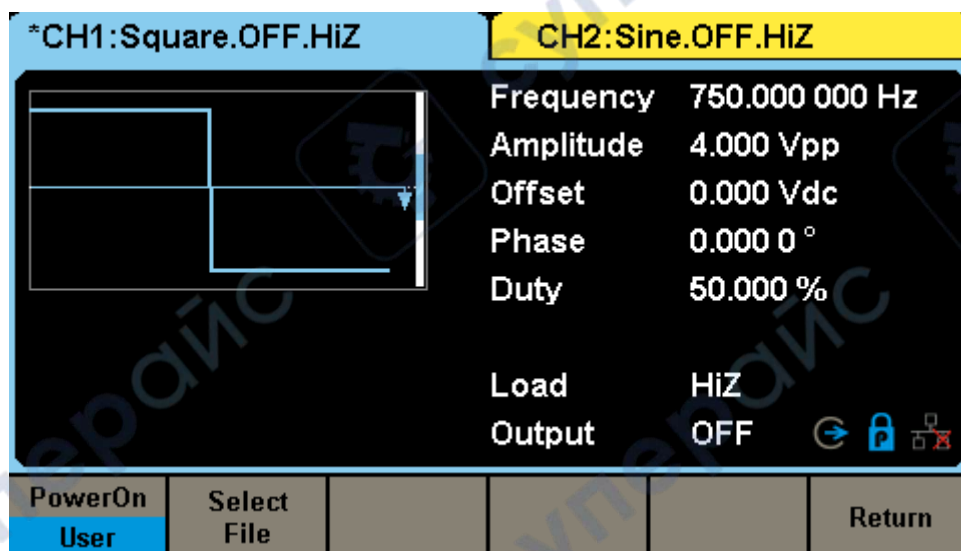 *CH1:Square.OFF.HiZ
CH2:Sine.OFF.HiZ
Frequency 750.000 000 Hz
Amplitude 4.000 Vpp
Offset 0.000 Vdc
Phase 0.000 0 °
Duty 50.000 %
Load HiZ
Output OFF
PowerOn
User
Select
File
Return